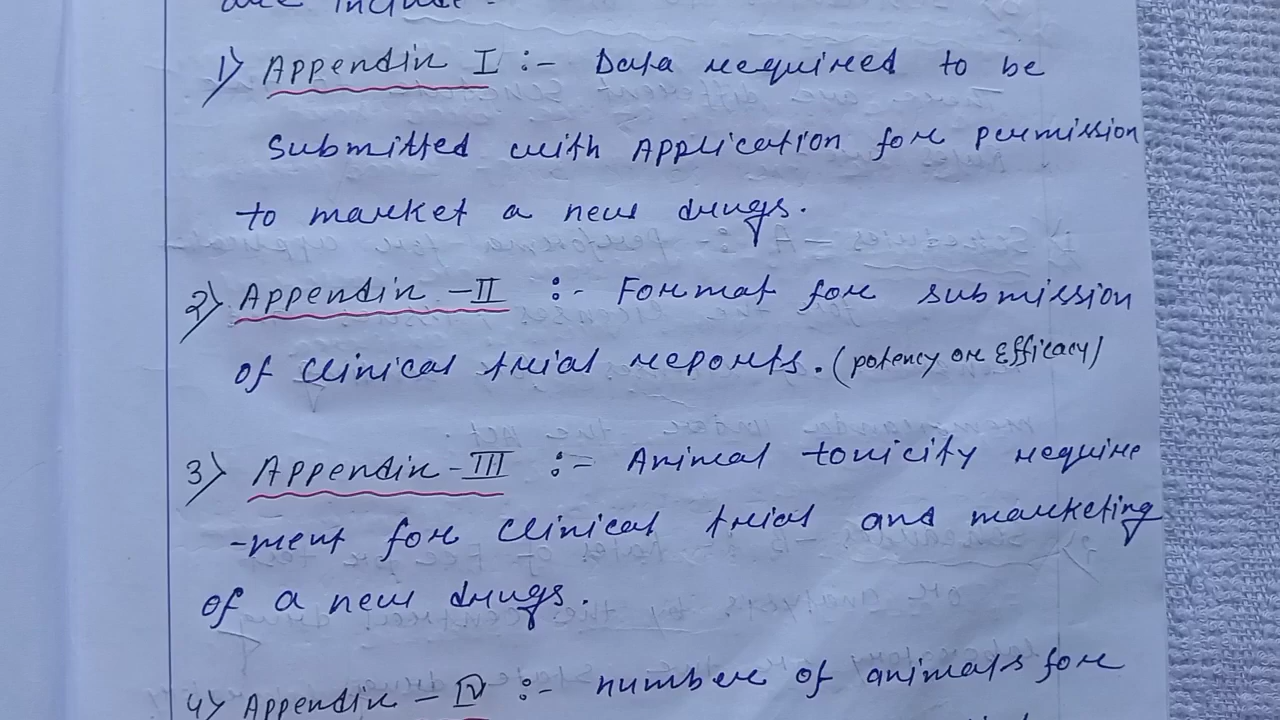 are include:
1) Appendix I :- Data required to be
submitted with Application for permission
to market a new drugs.
2) Appendix -II :- Format for submission
of clinical trial reports. (potency or Efficacy)
3) Appendix -III :- Animal toxicity require
-ment for clinical trial and marketing
of a new drugs.
4) Appendix - IV :- number of animals for